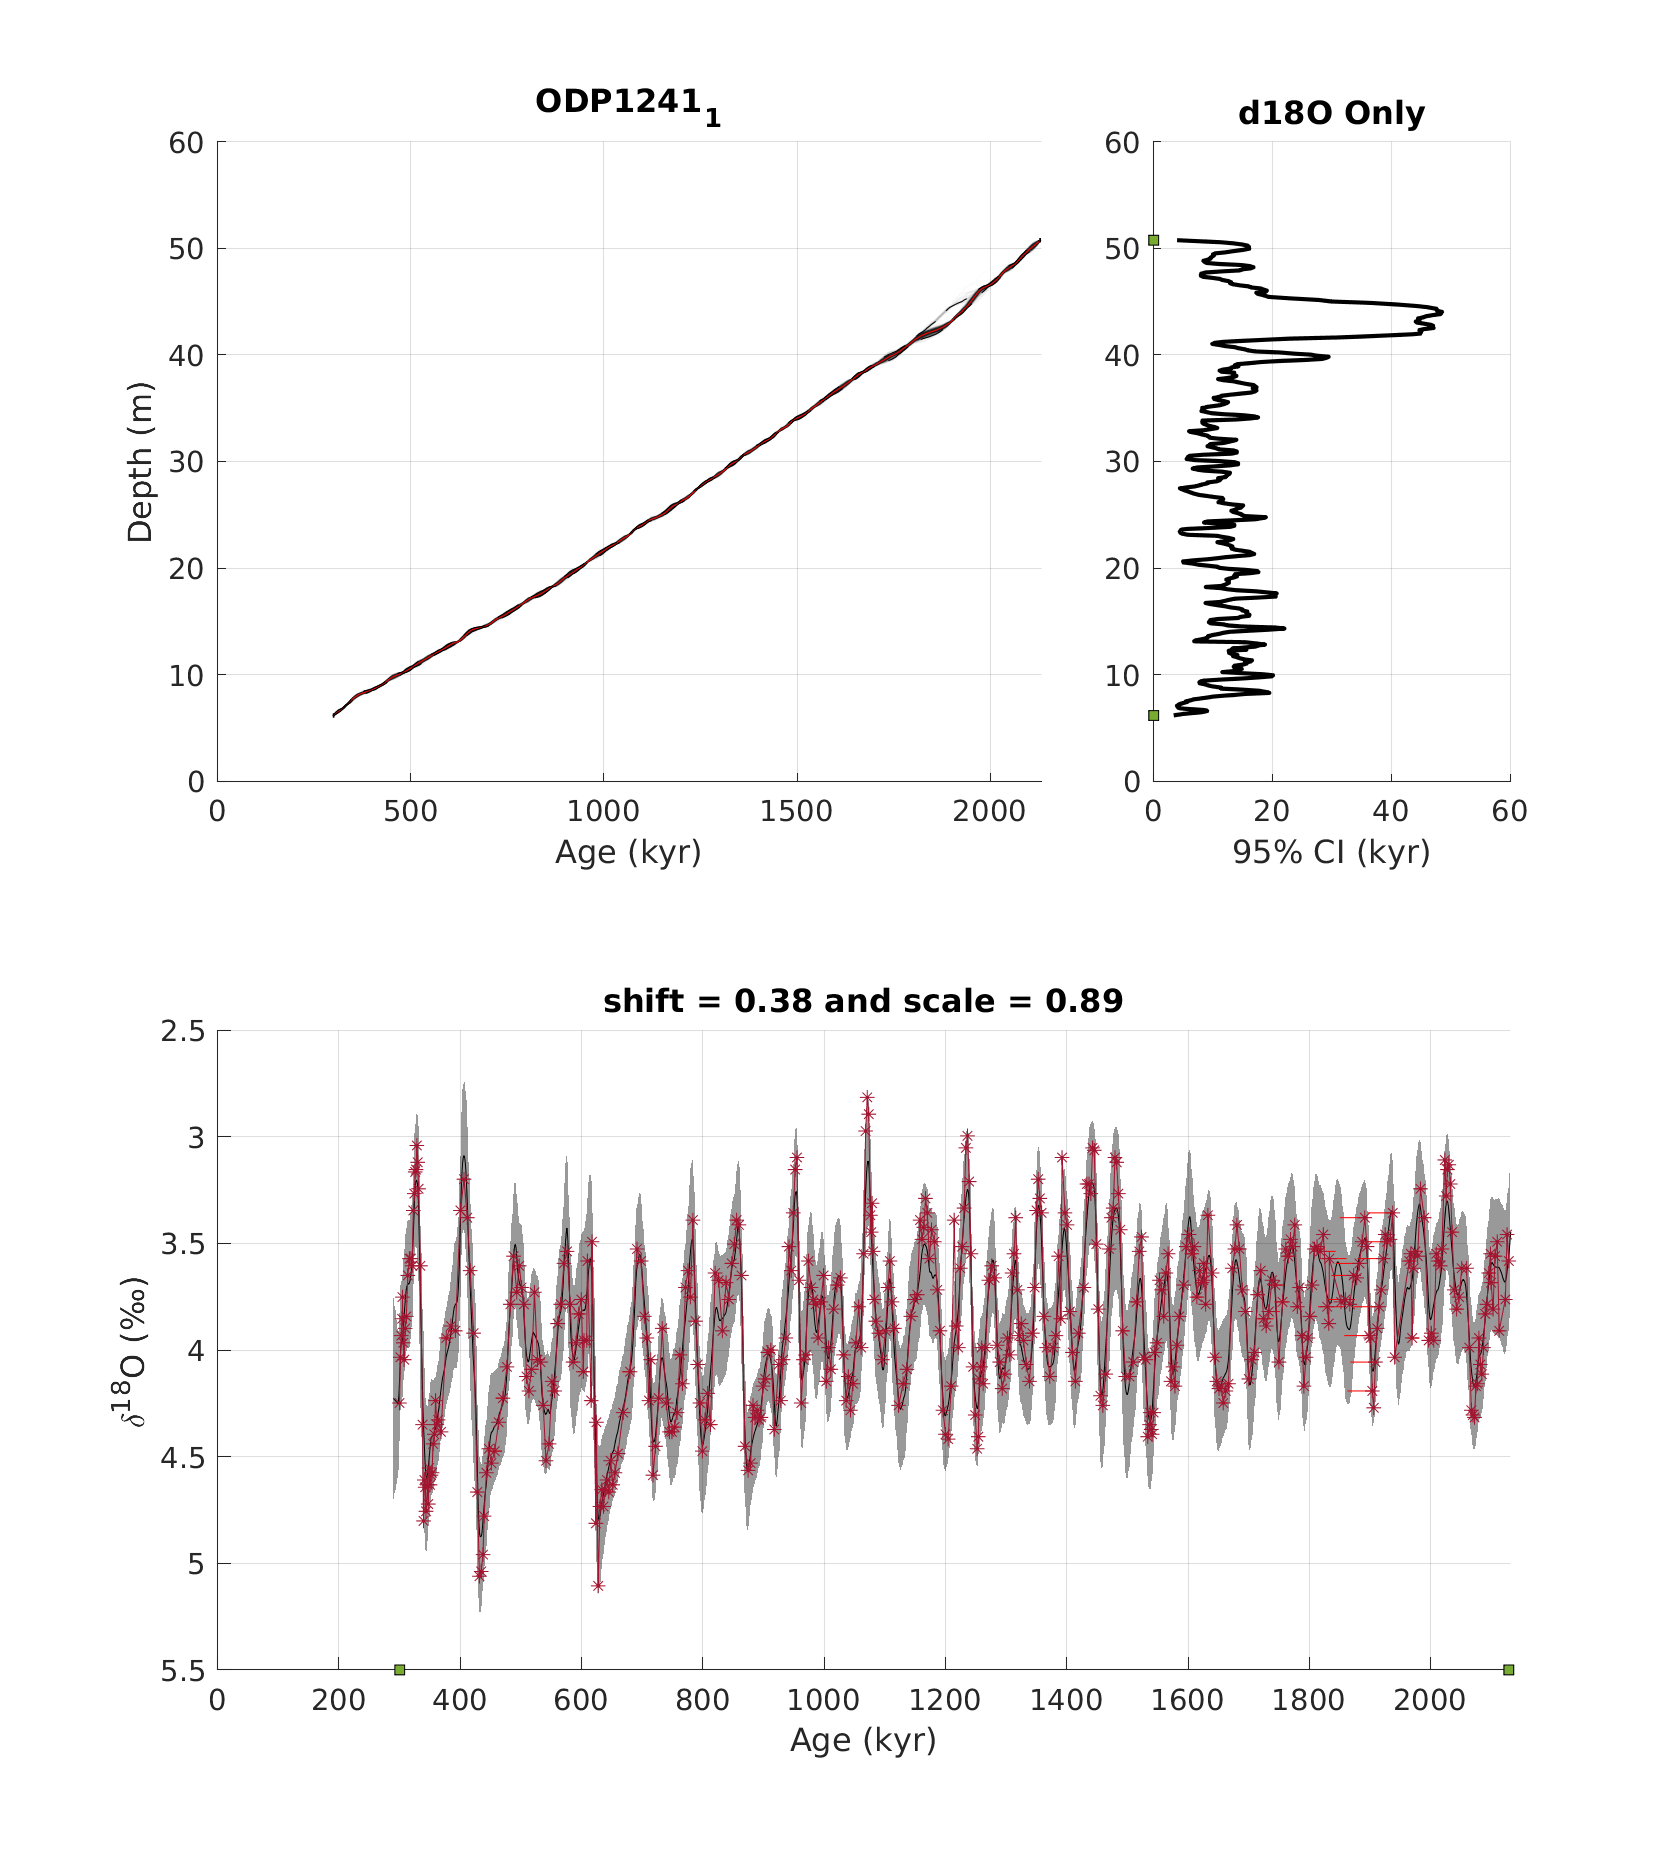 ODP1241₁
60
50
40
30
20
10
0
Depth (m)
0 500 1000 1500 2000
Age (kyr)
d18O Only
60
50
40
30
20
10
0
0 20 40 60
95% CI (kyr)
shift = 0.38 and scale = 0.89
2.5
3
3.5
4
4.5
5
5.5
δ¹⁸O (‰)
0 200 400 600 800 1000 1200 1400 1600 1800 2000
Age (kyr)